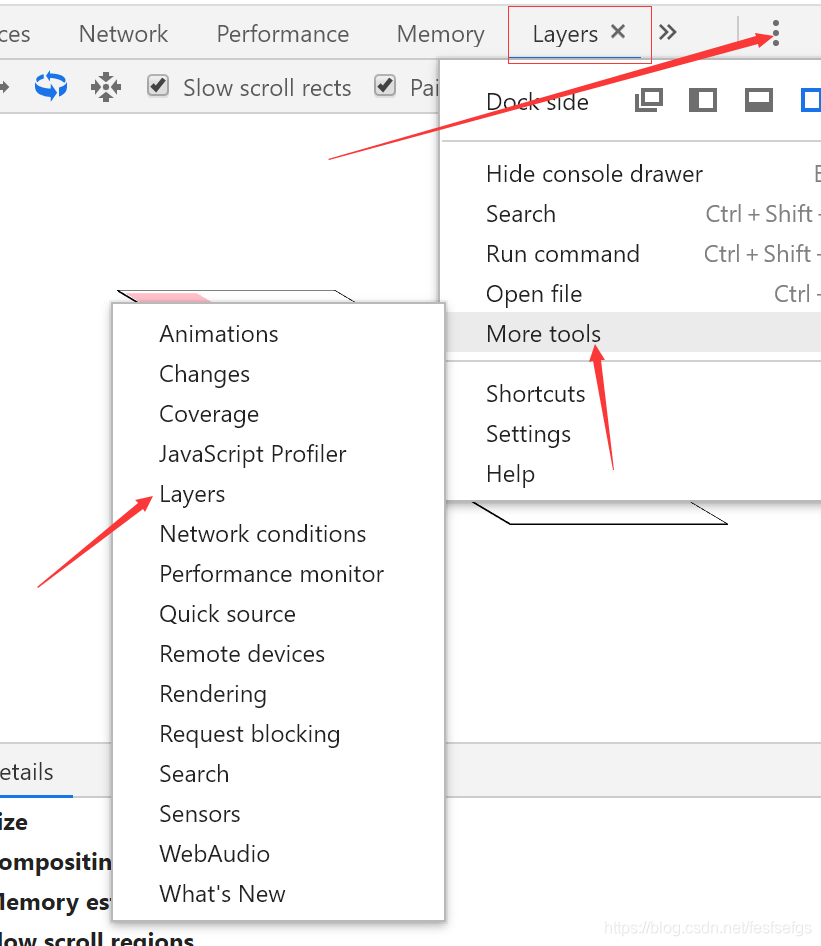 ces Network Performance Memory Layers
Slow scroll rects Pai
Dock side
Hide console drawer E
Search Ctrl + Shift +
Run command Ctrl + Shift +
Open file Ctrl +
More tools
Shortcuts
Settings
Help
Animations
Changes
Coverage
JavaScript Profiler
Layers
Network conditions
Performance monitor
Quick source
Remote devices
Rendering
Request blocking
Search
Sensors
WebAudio
What's New
etails
ize
ompositin
Memory es
low scroll regions
https://blog.csdn.net/fesfsefgs